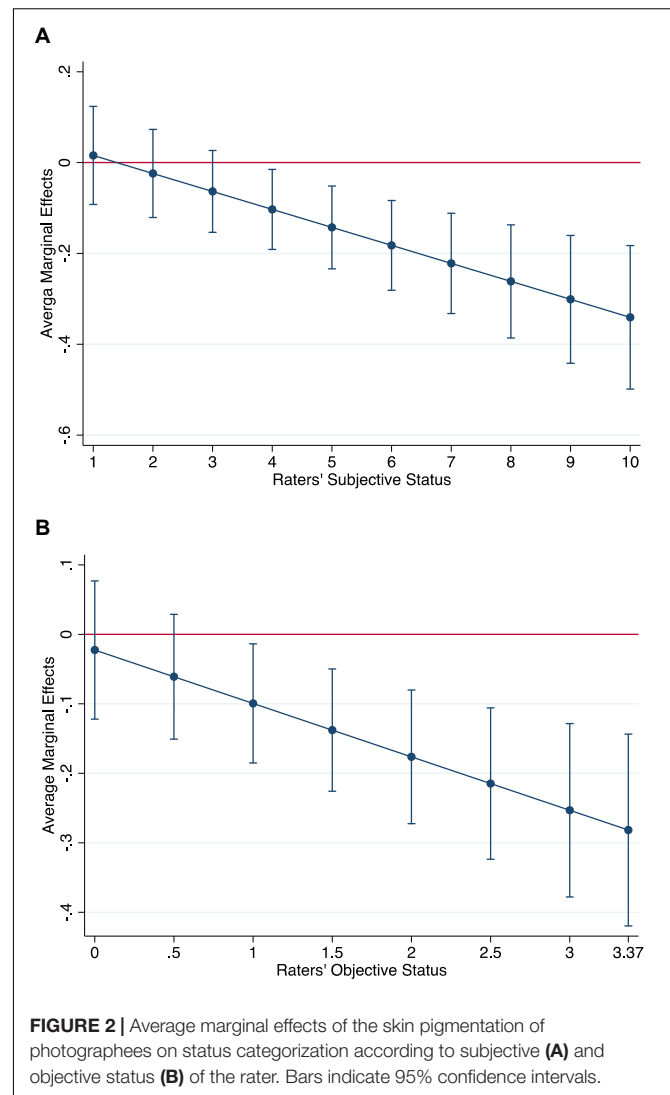 A
.2
0
-.2
-.4
-.6
Averga Marginal Effects
1 2 3 4 5 6 7 8 9 10
Raters' Subjective Status
B
.1
0
-.1
-.2
-.3
-.4
Average Marginal Effects
0 .5 1 1.5 2 2.5 3 3.37
Raters' Objective Status
FIGURE 2 | Average marginal effects of the skin pigmentation of
photographees on status categorization according to subjective (A) and
objective status (B) of the rater. Bars indicate 95% confidence intervals.